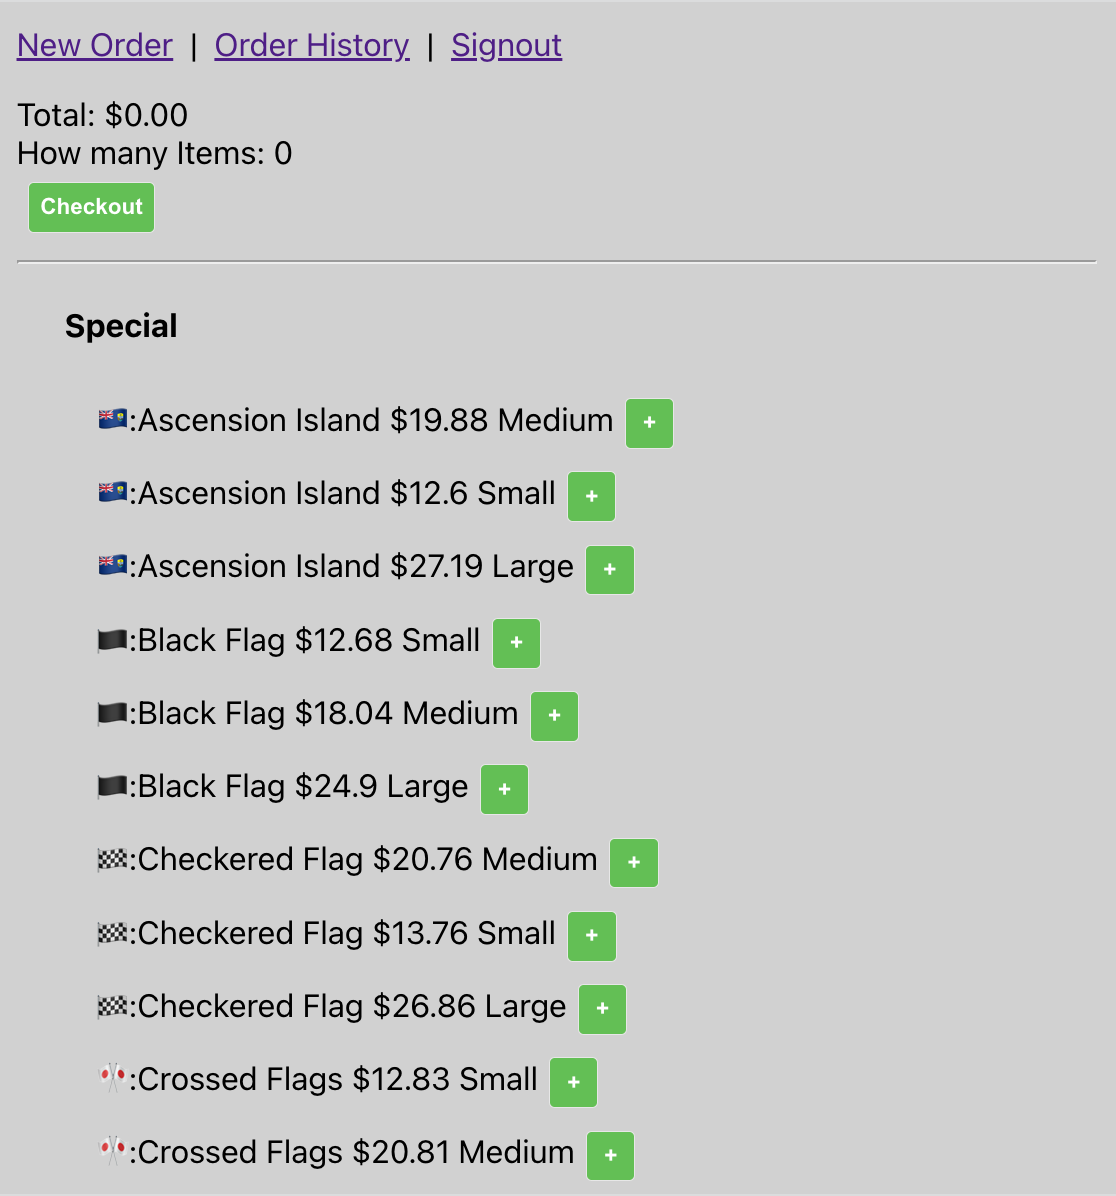 New Order | Order History | Signout
Total: $0.00
How many Items: 0
Checkout
Special
:Ascension Island $19.88 Medium +
:Ascension Island $12.6 Small +
:Ascension Island $27.19 Large +
:Black Flag $12.68 Small +
:Black Flag $18.04 Medium +
:Black Flag $24.9 Large +
:Checkered Flag $20.76 Medium +
:Checkered Flag $13.76 Small +
:Checkered Flag $26.86 Large +
:Crossed Flags $12.83 Small +
:Crossed Flags $20.81 Medium +